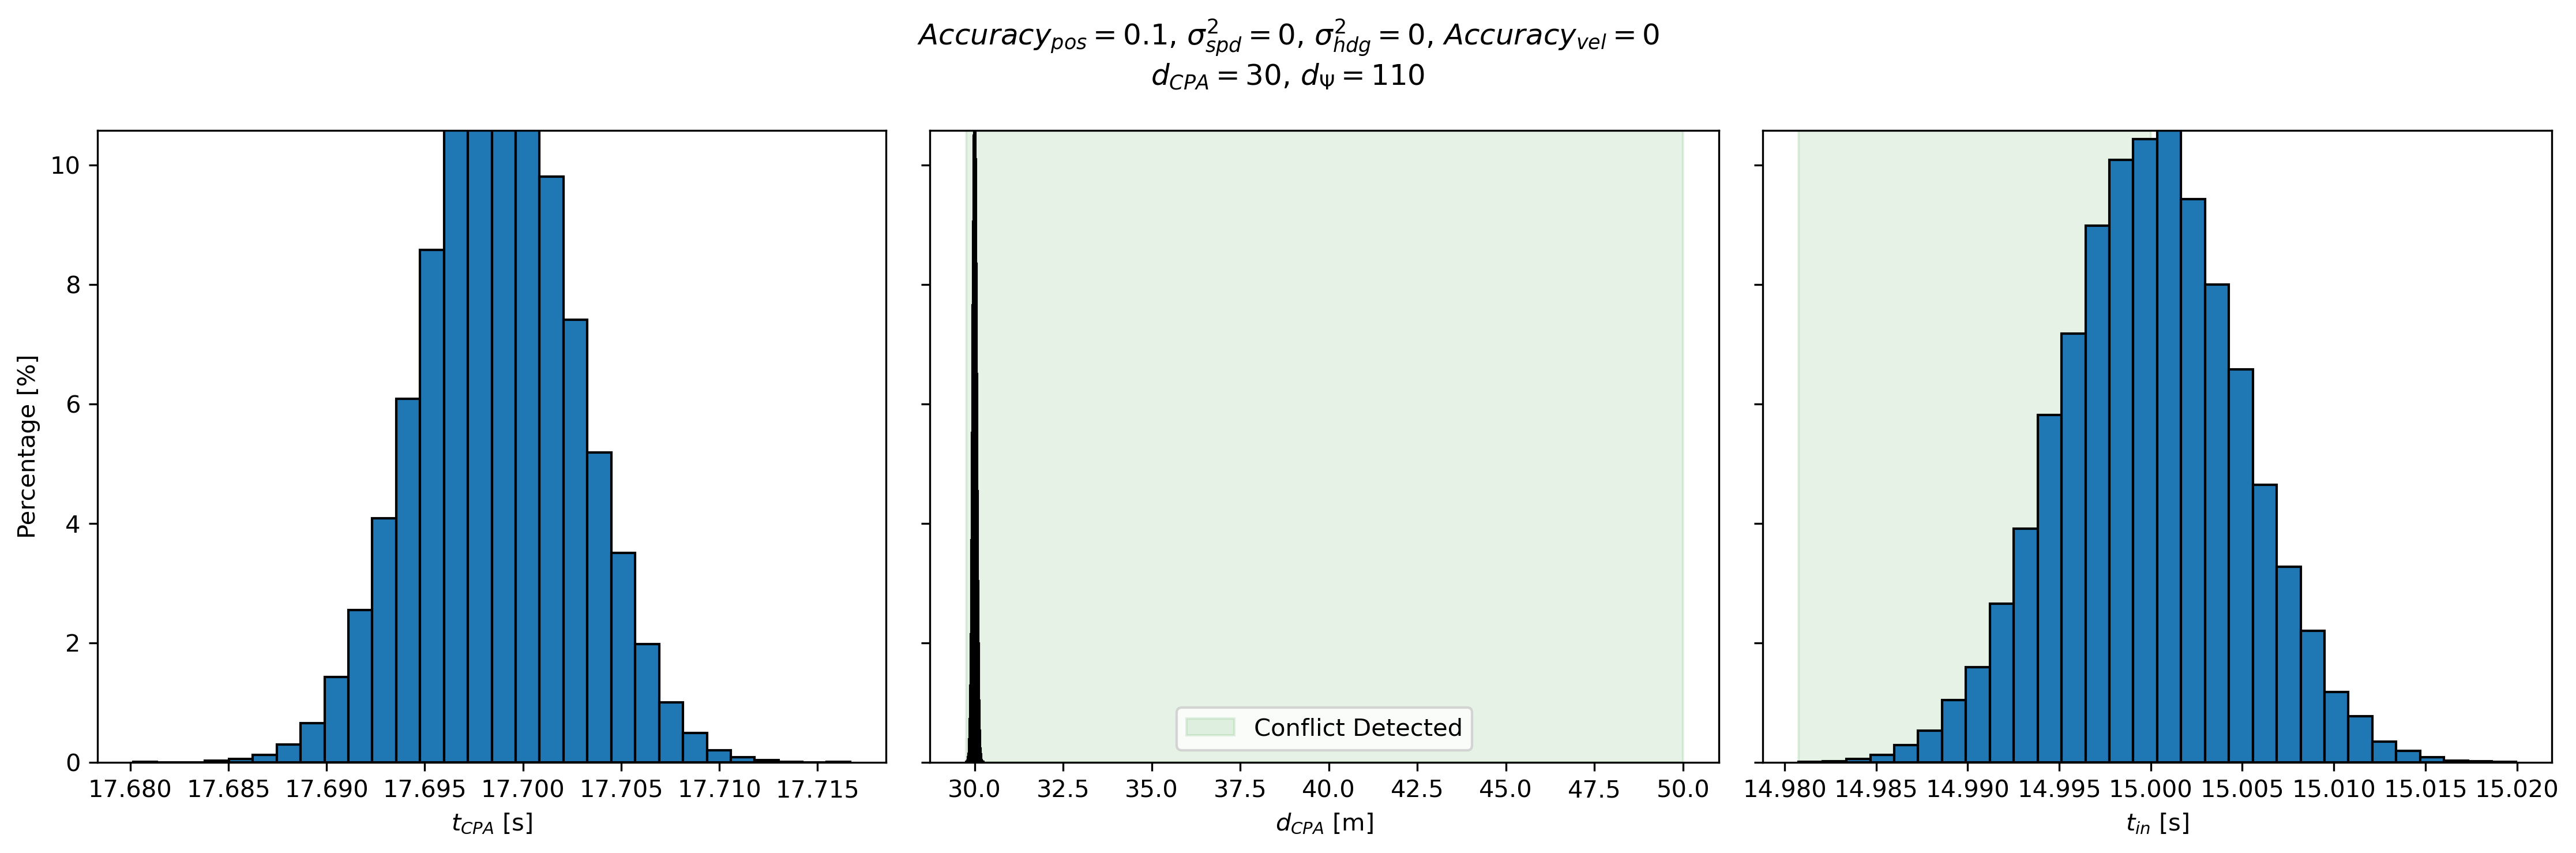 Accuracy_pos = 0.1, σ²_spd = 0, σ²_hdg = 0, Accuracy_vel = 0
d_CPA = 30, d_Ψ = 110
Percentage [%]
10
8
6
4
2
0
17.680 17.685 17.690 17.695 17.700 17.705 17.710 17.715
t_CPA [s]
Conflict Detected
30.0 32.5 35.0 37.5 40.0 42.5 45.0 47.5 50.0
d_CPA [m]
14.980 14.985 14.990 14.995 15.000 15.005 15.010 15.015 15.020
t_in [s]